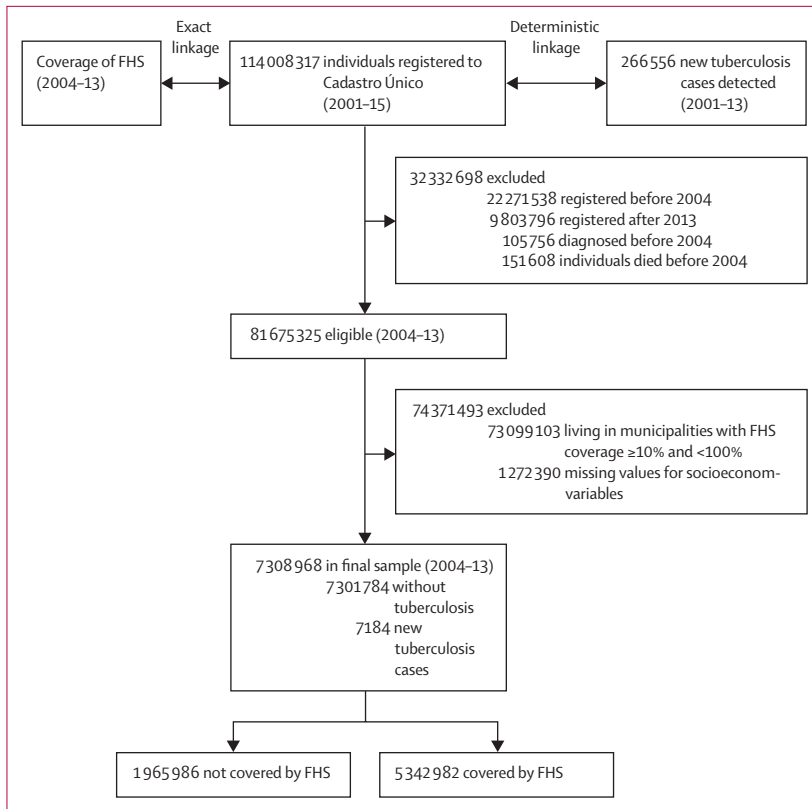 Coverage of FHS
(2004–13)
Exact
linkage
114 008 317 individuals registered to
Cadastro Único
(2001–15)
Deterministic
linkage
266 556 new tuberculosis
cases detected
(2001–13)
32 332 698 excluded
22 271 538 registered before 2004
9 803 796 registered after 2013
105 756 diagnosed before 2004
151 608 individuals died before 2004
81 675 325 eligible (2004–13)
74 371 493 excluded
73 099 103 living in municipalities with FHS
coverage ≥10% and <100%
1 272 390 missing values for socioeconom-
variables
7 308 968 in final sample (2004–13)
7 301 784 without
tuberculosis
7184 new
tuberculosis
cases
1 965 986 not covered by FHS
5 342 982 covered by FHS